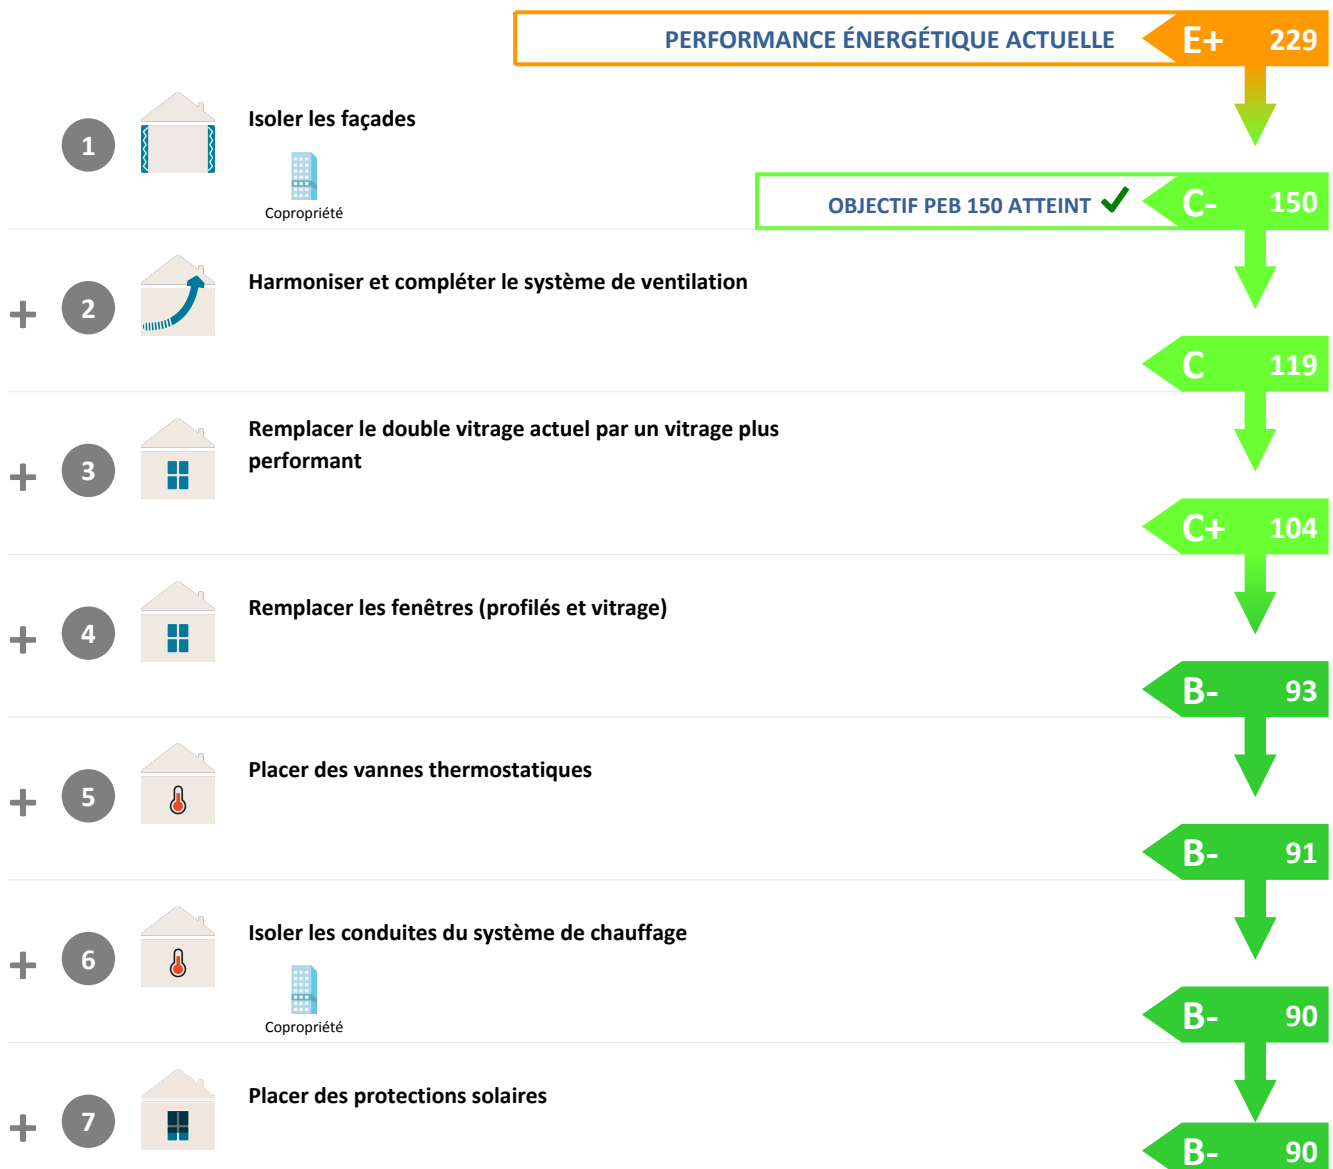 PERFORMANCE ÉNERGÉTIQUE ACTUELLE E+ 229
1 Isoler les façades
Copropriété
OBJECTIF PEB 150 ATTEINT C- 150
+ 2 Harmoniser et compléter le système de ventilation
C 119
+ 3 Remplacer le double vitrage actuel par un vitrage plus
performant
C+ 104
+ 4 Remplacer les fenêtres (profilés et vitrage)
B- 93
+ 5 Placer des vannes thermostatiques
B- 91
+ 6 Isoler les conduites du système de chauffage
Copropriété
B- 90
+ 7 Placer des protections solaires
B- 90